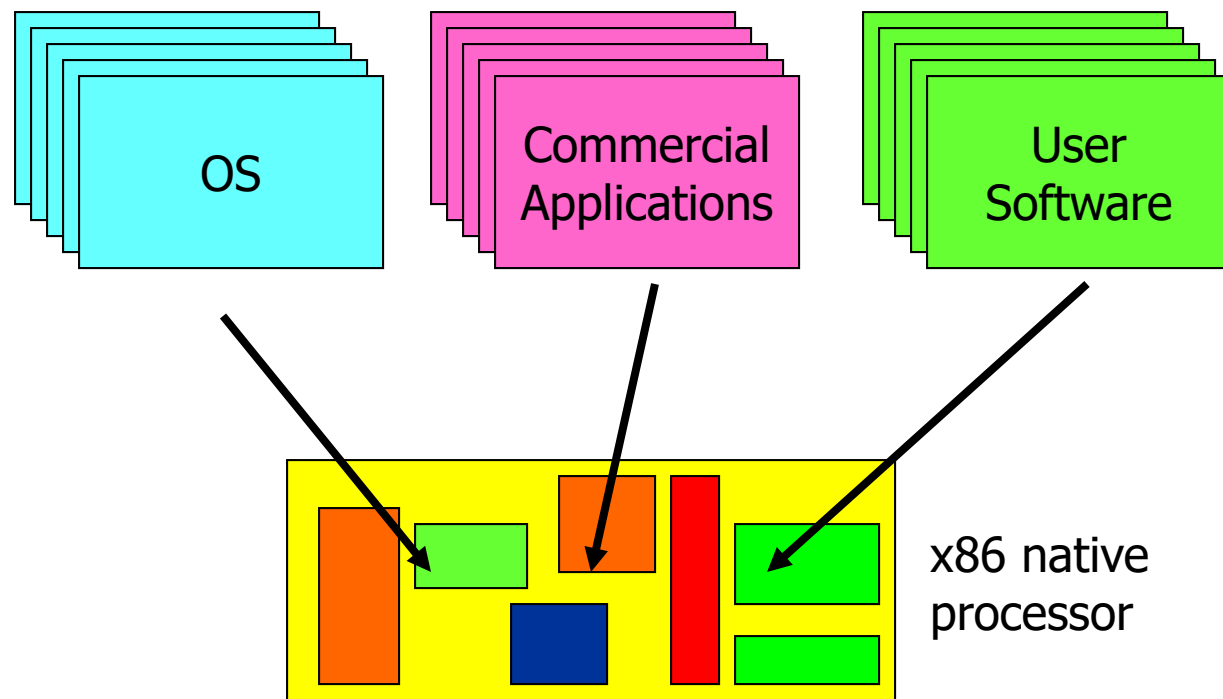 OS
Commercial
Applications
User
Software
x86 native
processor